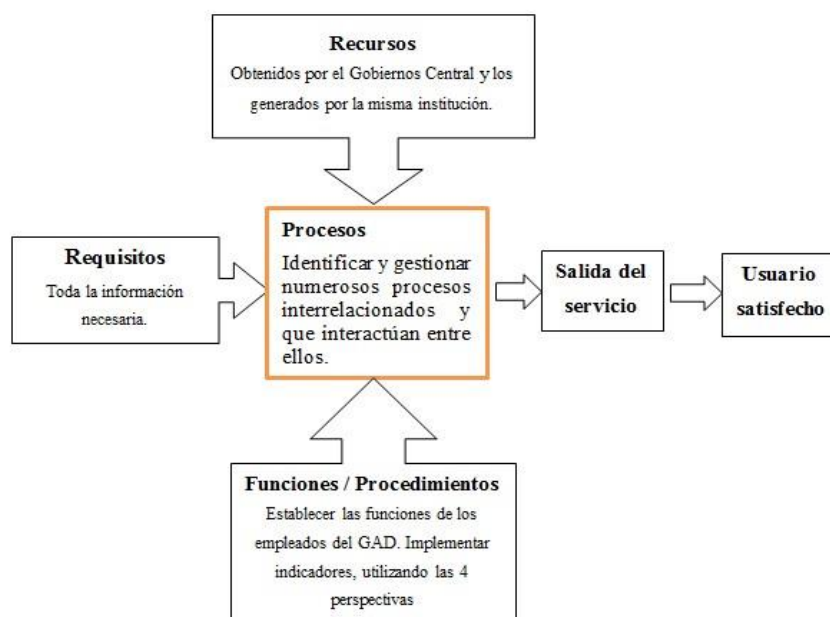 Recursos
Obtenidos por el Gobiernos Central y los
generados por la misma institución.
Requisitos
Toda la información
necesaria.
Procesos
Identificar y gestionar
numerosos procesos
interrelacionados y
que interactúan entre
ellos.
Salida del
servicio
Usuario
satisfecho
Funciones / Procedimientos
Establecer las funciones de los
empleados del GAD. Implementar
indicadores, utilizando las 4
perspectivas